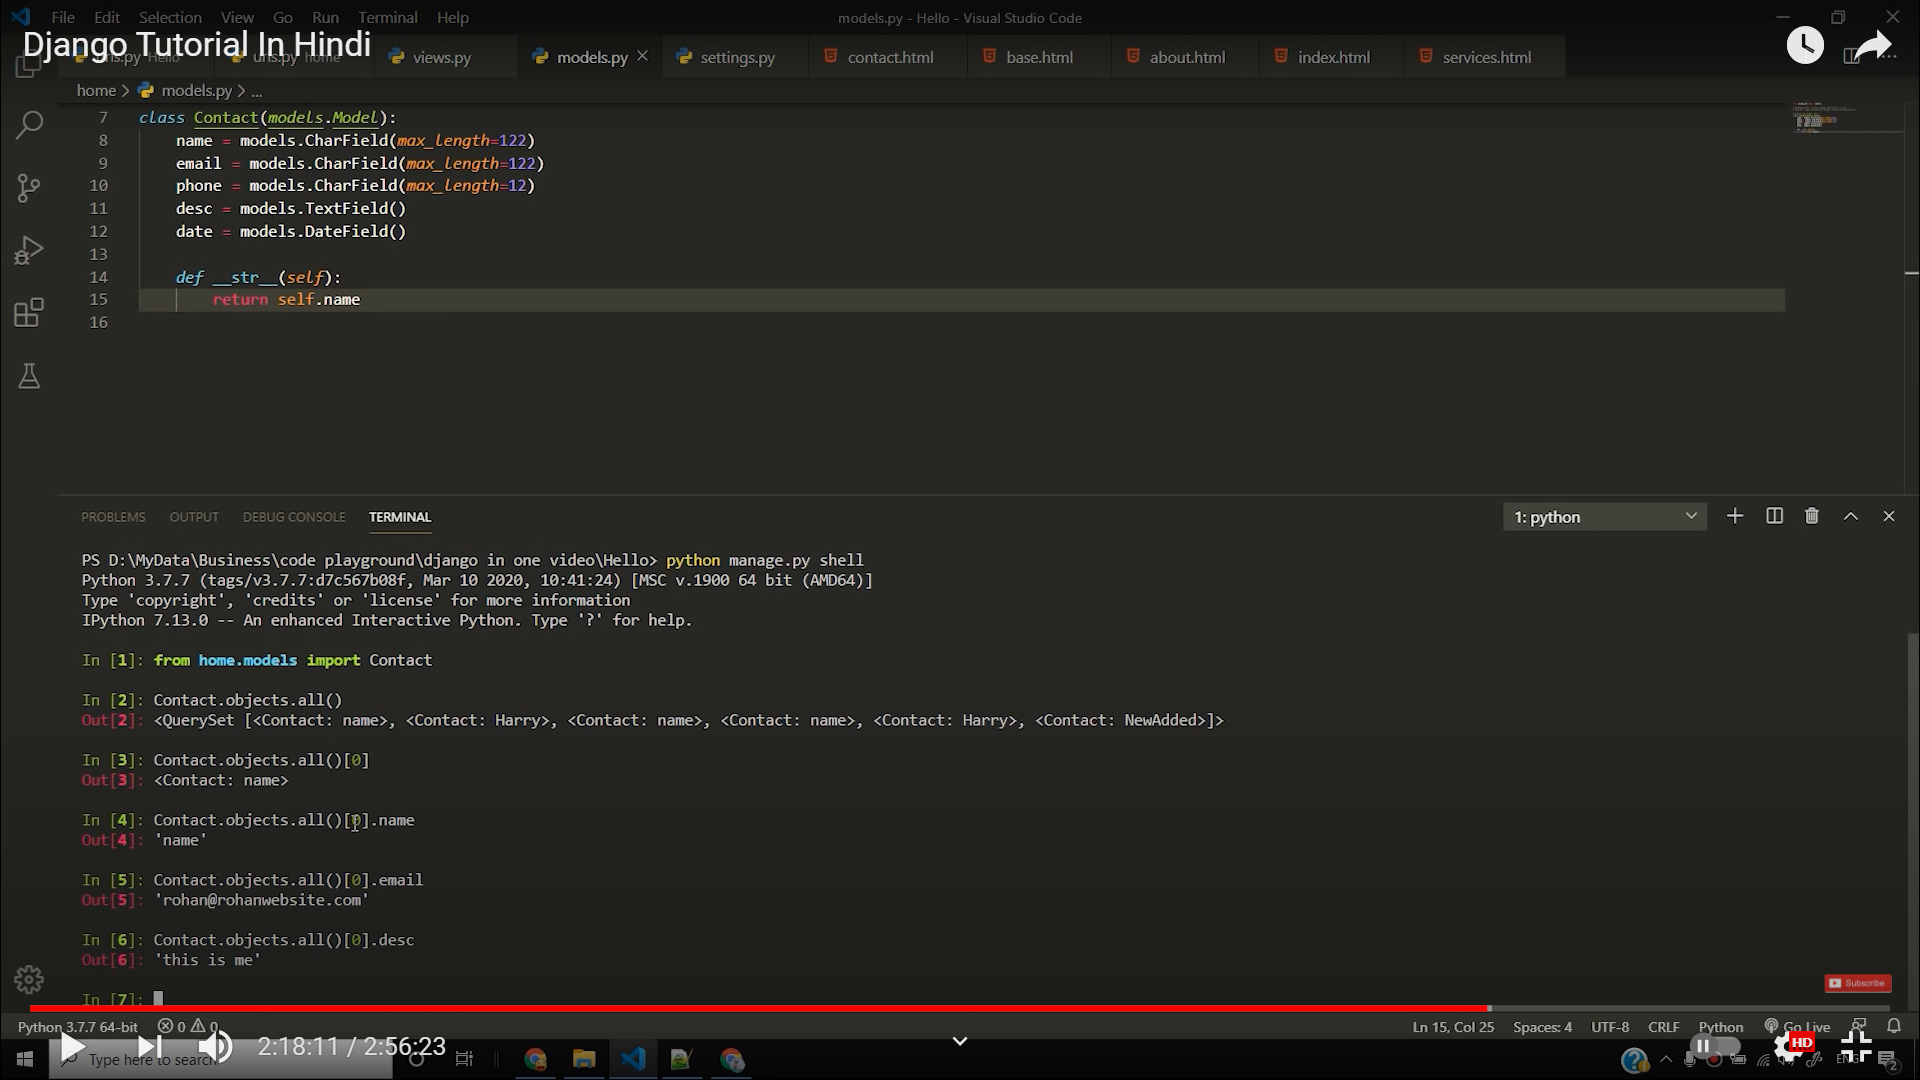 File Edit Selection View Go Run Terminal Help models.py - Hello - Visual Studio Code
Django Tutorial In Hindi
views.py models.py settings.py contact.html base.html about.html index.html services.html
home > models.py > ...
7 class Contact(models.Model):
8 name = models.CharField(max_length=122)
9 email = models.CharField(max_length=122)
10 phone = models.CharField(max_length=12)
11 desc = models.TextField()
12 date = models.DateField()
13
14 def __str__(self):
15 return self.name
16
PROBLEMS OUTPUT DEBUG CONSOLE TERMINAL 1: python
PS D:\MyData\Business\code playground\django in one video\Hello> python manage.py shell
Python 3.7.7 (tags/v3.7.7:d7c567b08f, Mar 10 2020, 10:41:24) [MSC v.1900 64 bit (AMD64)]
Type 'copyright', 'credits' or 'license' for more information
IPython 7.13.0 -- An enhanced Interactive Python. Type '?' for help.
In [1]: from home.models import Contact
In [2]: Contact.objects.all()
Out[2]: <QuerySet [<Contact: name>, <Contact: Harry>, <Contact: name>, <Contact: name>, <Contact: Harry>, <Contact: NewAdded>]>
In [3]: Contact.objects.all()[0]
Out[3]: <Contact: name>
In [4]: Contact.objects.all()[0].name
Out[4]: 'name'
In [5]: Contact.objects.all()[0].email
Out[5]: 'rohan@rohanwebsite.com'
In [6]: Contact.objects.all()[0].desc
Out[6]: 'this is me'
Subscribe
In [7]:
Python 3.7.7 64-bit 0 0 Ln 15, Col 25 Spaces: 4 UTF-8 CRLF Python Go Live
Type here to search 2:18:11 / 2:56:23 HD ENG 2